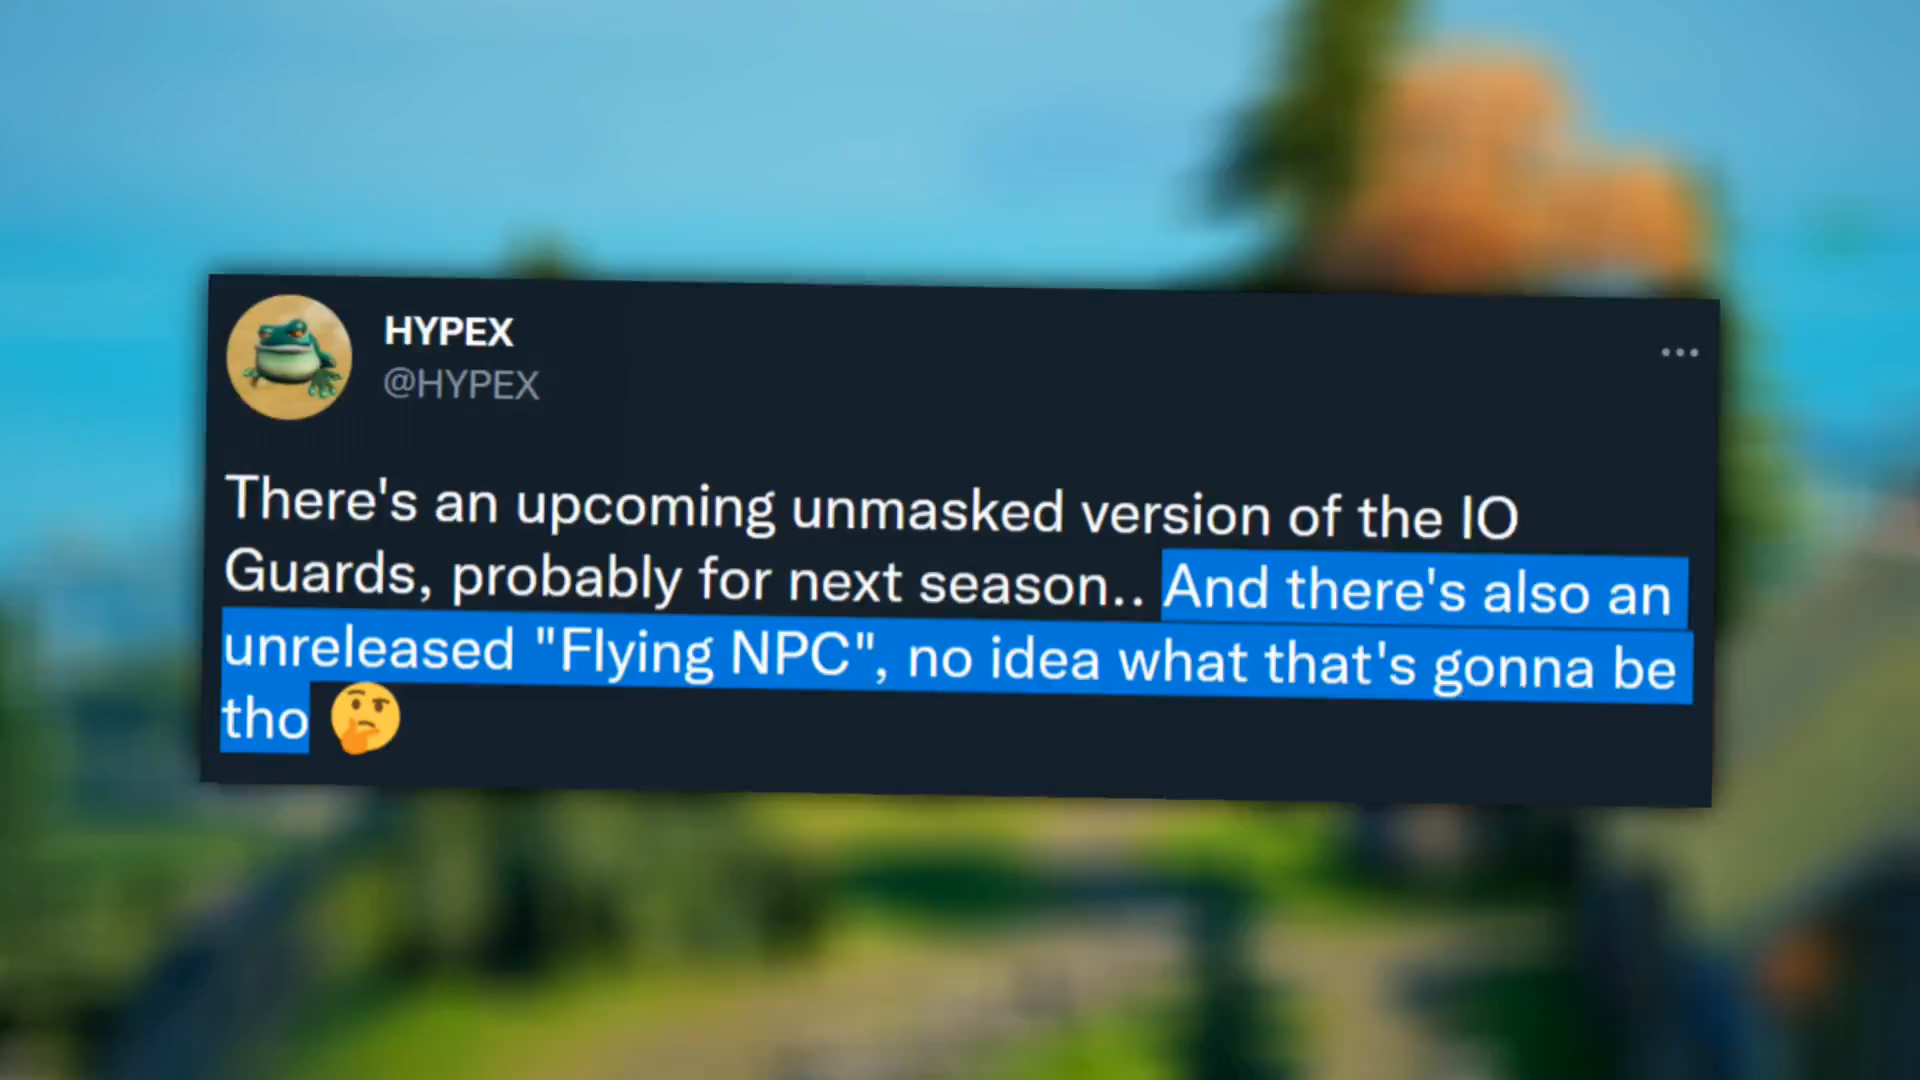 HYPEX
@HYPEX
There's an upcoming unmasked version of the IO
Guards, probably for next season.. And there's also an
unreleased "Flying NPC", no idea what that's gonna be
tho 🤔